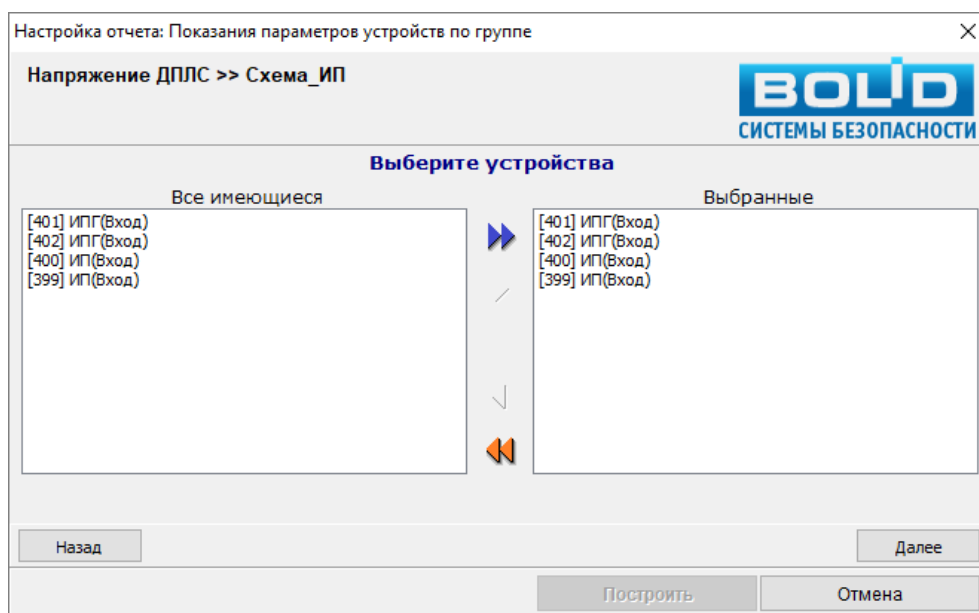 Настройка отчета: Показания параметров устройств по группе
Напряжение ДПЛС >> Схема_ИП
BOLID
СИСТЕМЫ БЕЗОПАСНОСТИ
Выберите устройства
Все имеющиеся
[401] ИПГ(Вход)
[402] ИПГ(Вход)
[400] ИП(Вход)
[399] ИП(Вход)
Выбранные
[401] ИПГ(Вход)
[402] ИПГ(Вход)
[400] ИП(Вход)
[399] ИП(Вход)
Назад
Далее
Построить
Отмена